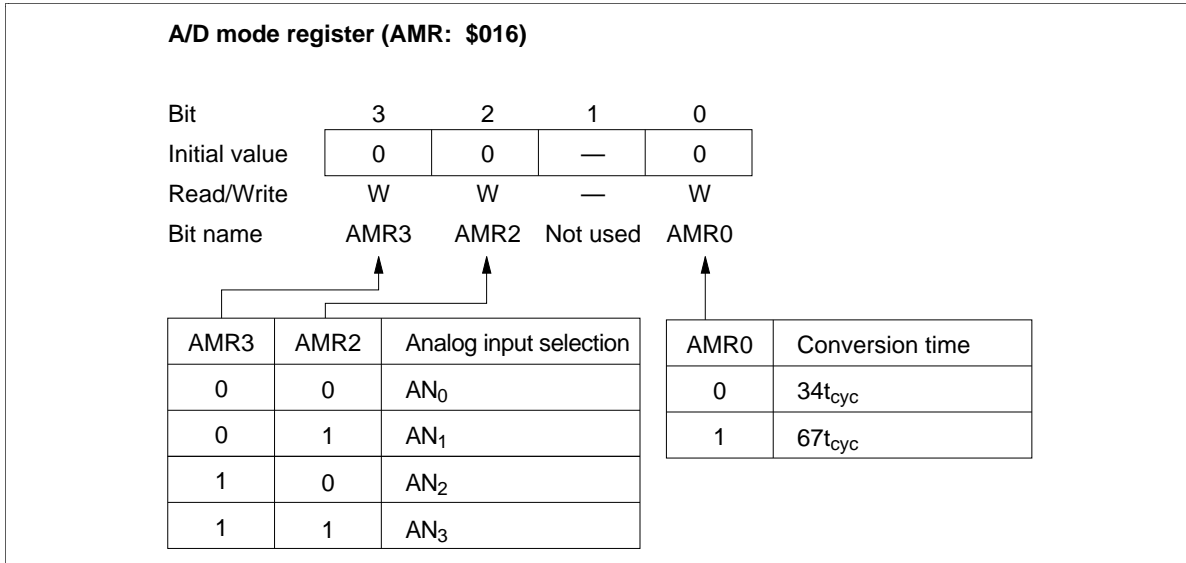 A/D mode register (AMR: $016)
Bit 3 2 1 0
Initial value 0 0 — 0
Read/Write W W — W
Bit name AMR3 AMR2 Not used AMR0
AMR3 AMR2 Analog input selection
0 0 AN0
0 1 AN1
1 0 AN2
1 1 AN3
AMR0 Conversion time
0 34tcyc
1 67tcyc